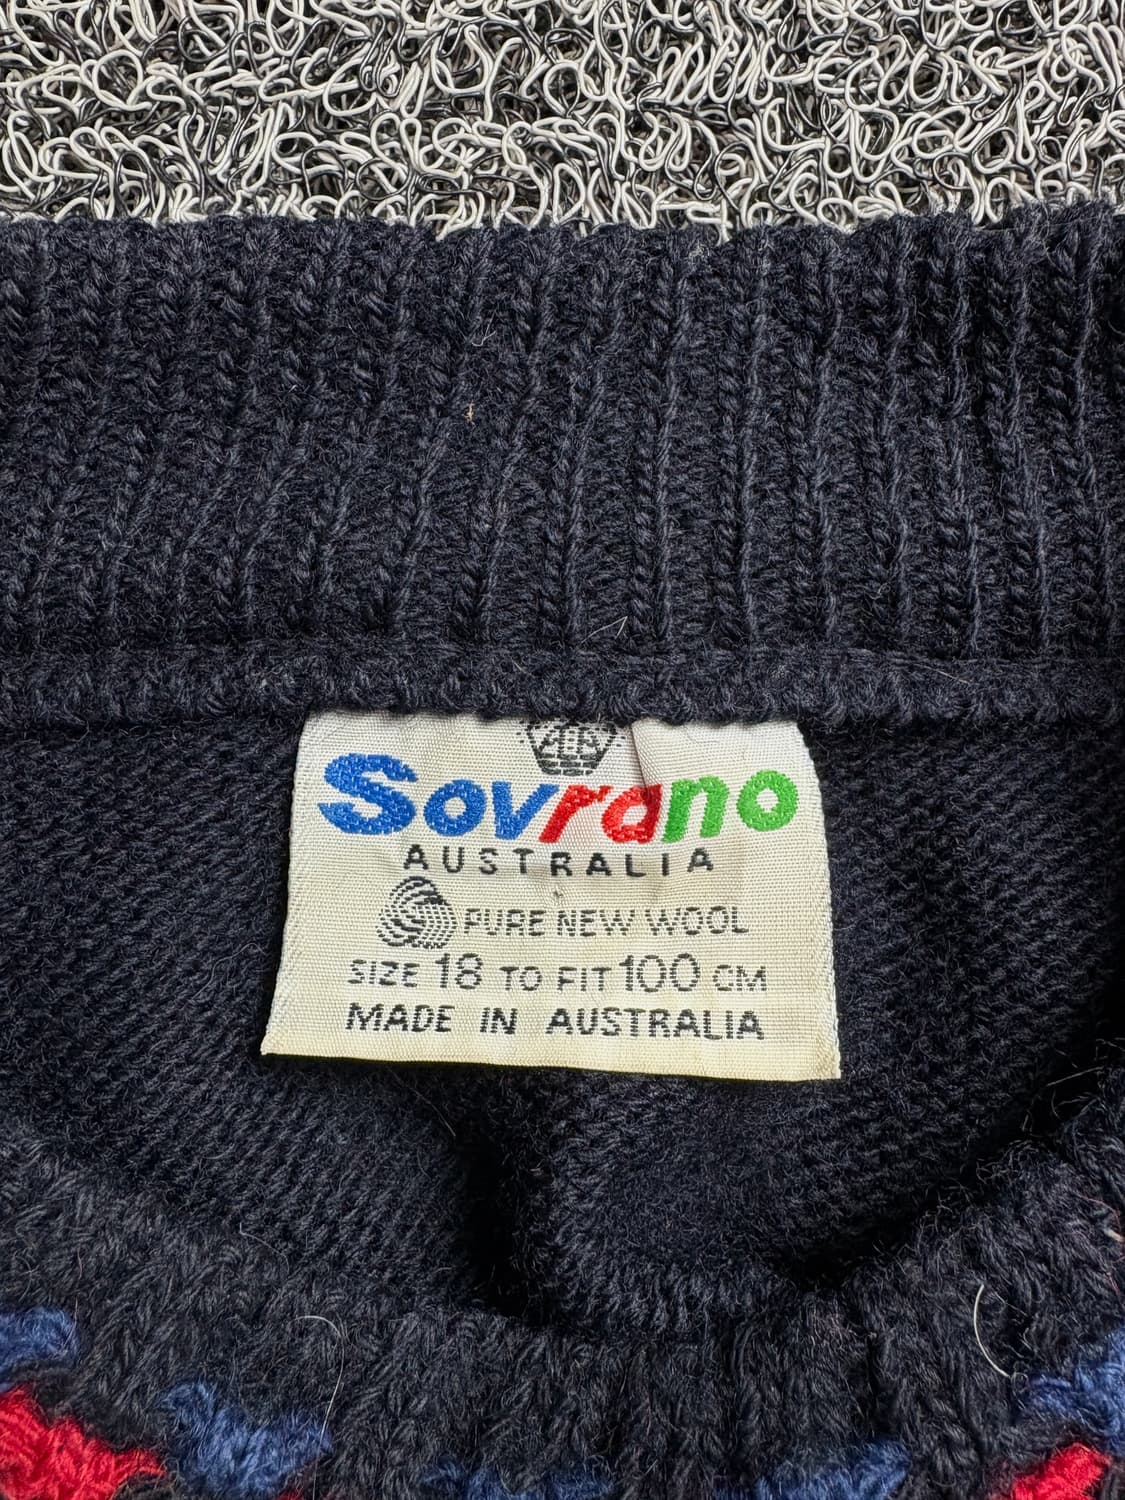 Sovrano
AUSTRALIA
PURE NEW WOOL
SIZE 18 TO FIT 100 CM
MADE IN AUSTRALIA